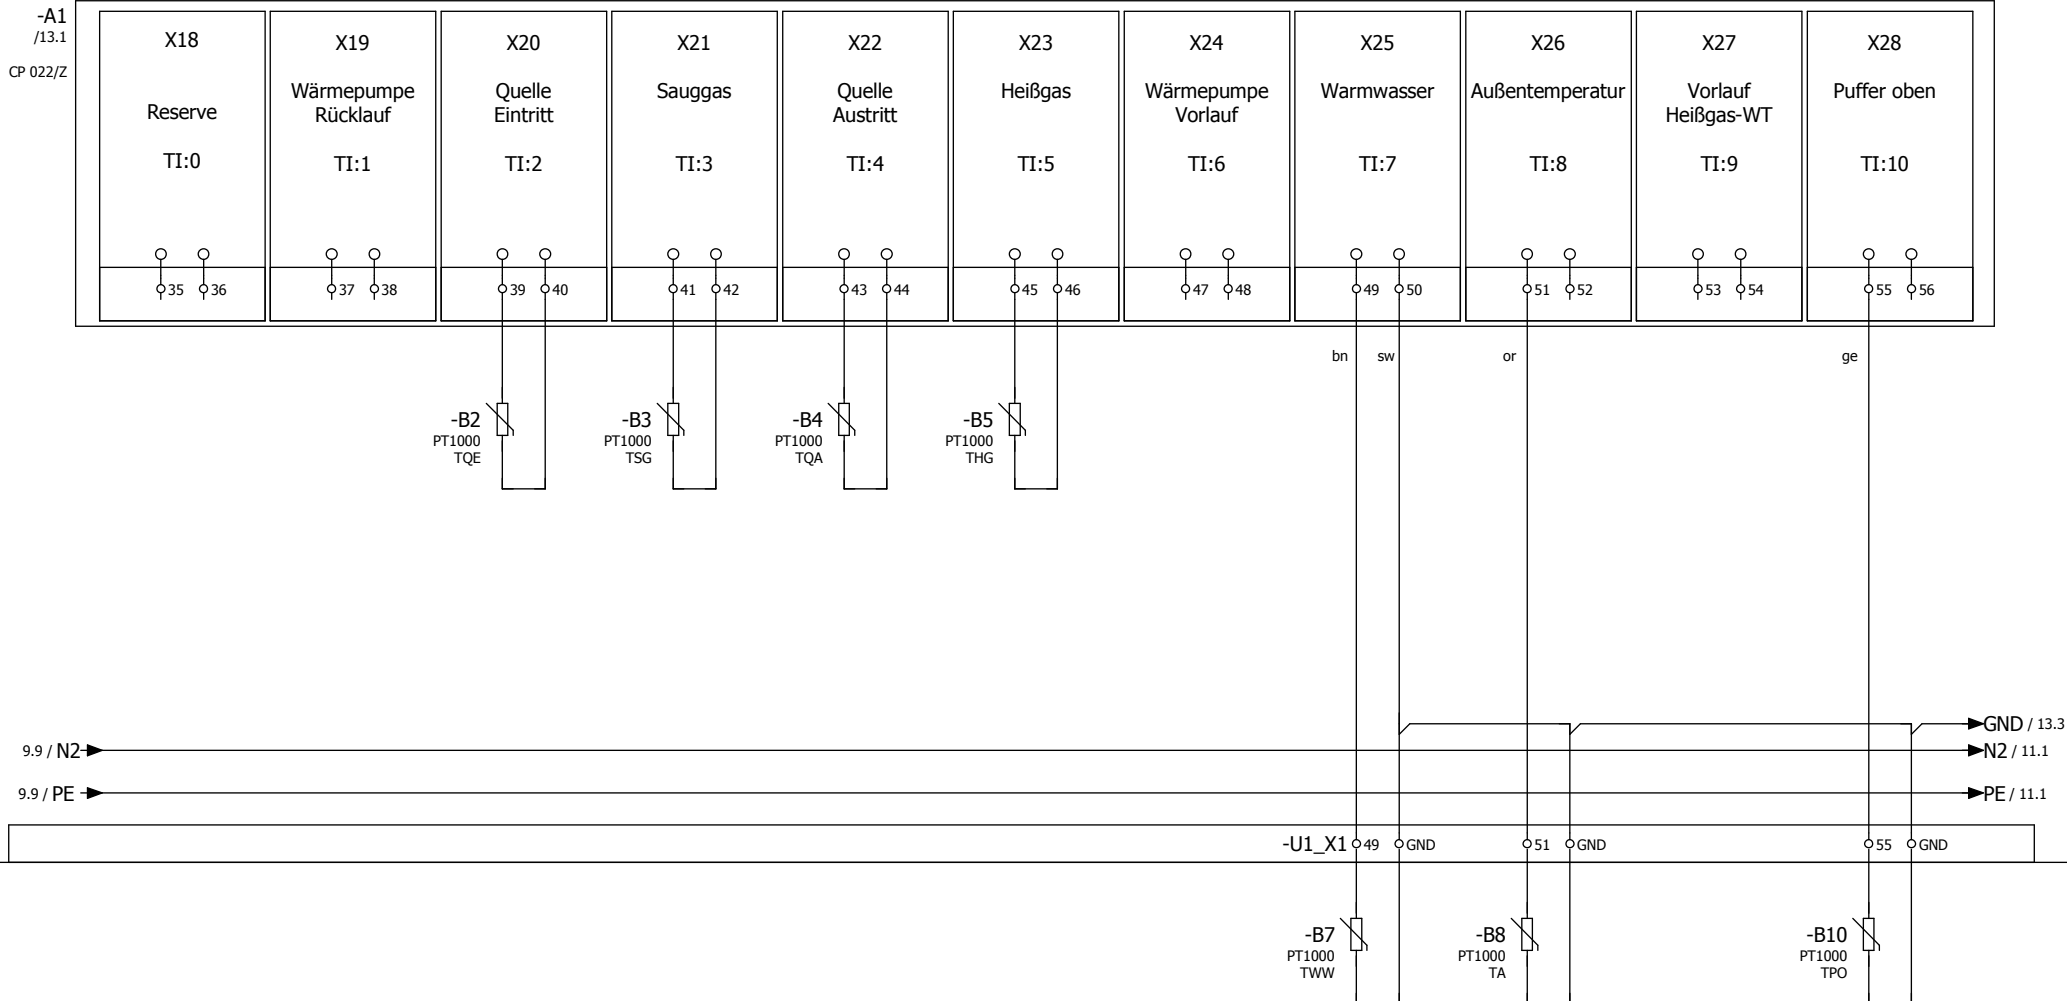 -A1
/13.1
CP 022/Z
X18
Reserve
TI:0
35 36
X19
Wärmepumpe
Rücklauf
TI:1
37 38
X20
Quelle
Eintritt
TI:2
39 40
X21
Sauggas
TI:3
41 42
X22
Quelle
Austritt
TI:4
43 44
X23
Heißgas
TI:5
45 46
X24
Wärmepumpe
Vorlauf
TI:6
47 48
X25
Warmwasser
TI:7
49 50
X26
Außentemperatur
TI:8
51 52
X27
Vorlauf
Heißgas-WT
TI:9
53 54
X28
Puffer oben
TI:10
55 56
bn sw or ge
-B2
PT1000
TQE
-B3
PT1000
TSG
-B4
PT1000
TQA
-B5
PT1000
THG
GND / 13.3
9.9 / N2 N2 / 11.1
9.9 / PE PE / 11.1
-U1_X1 49 GND 51 GND 55 GND
-B7
PT1000
TWW
-B8
PT1000
TA
-B10
PT1000
TPO